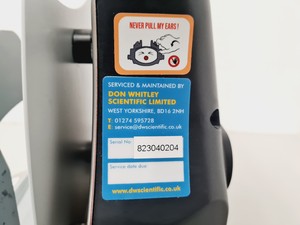 NEVER PULL MY EARS !
SERVICED & MAINTAINED BY
DON WHITLEY
SCIENTIFIC LIMITED
WEST YORKSHIRE, BD16 2NH
T: 01274 595728
E: service@dwscientific.co.uk
Serial No: 823040204
Service date due:
www.dwscientific.co.uk